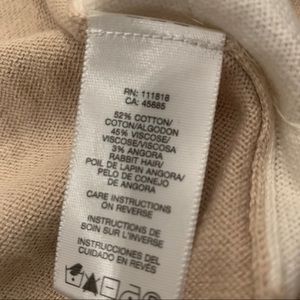 RN: 111818
CA: 45885
52% COTTON/
COTON/ALGODON
45% VISCOSE/
VISCOSE/VISCOSA
3% ANGORA
RABBIT HAIR/
POIL DE LAPIN ANGORA/
PELO DE CONEJO
DE ANGORA
CARE INSTRUCTIONS
ON REVERSE
INSTRUCTIONS DE
SOIN SUR L'INVERSE
INSTRUCCIONES DEL
CUIDADO EN REVÉS